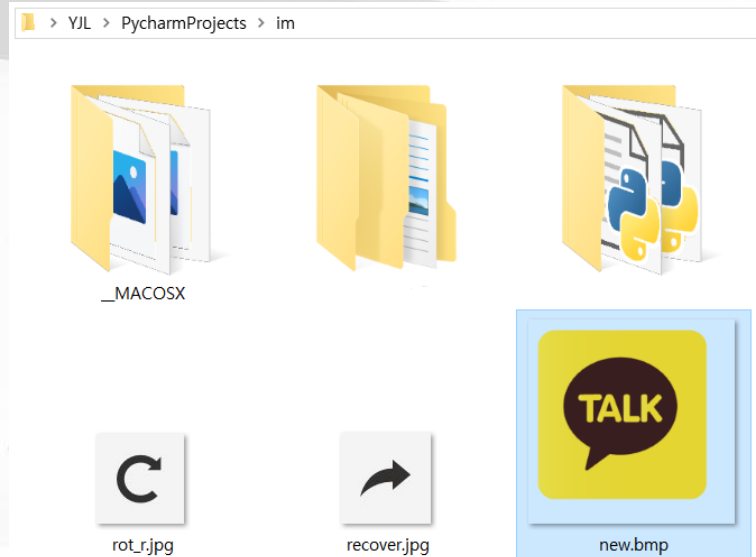 YJL > PycharmProjects > im
__MACOSX
TALK
rot_r.jpg
recover.jpg
new.bmp